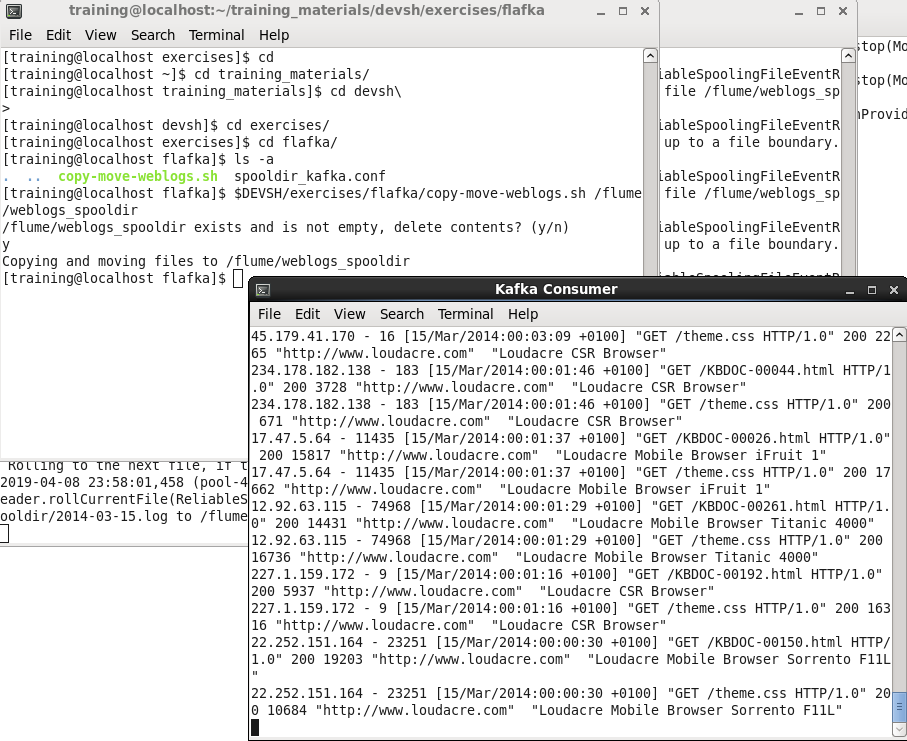 training@localhost:~/training_materials/devsh/exercises/flafka
File Edit View Search Terminal Help
[training@localhost exercises]$ cd
[training@localhost ~]$ cd training_materials/
[training@localhost training_materials]$ cd devsh\
>
[training@localhost devsh]$ cd exercises/
[training@localhost exercises]$ cd flafka/
[training@localhost flafka]$ ls -a
. .. copy-move-weblogs.sh spooldir_kafka.conf
[training@localhost flafka]$ $DEVSH/exercises/flafka/copy-move-weblogs.sh /flume
/weblogs_spooldir
/flume/weblogs_spooldir exists and is not empty, delete contents? (y/n)
y
Copying and moving files to /flume/weblogs_spooldir
[training@localhost flafka]$
iableSpoolingFileEventR
file /flume/weblogs_sp
iableSpoolingFileEventR
up to a file boundary.
iableSpoolingFileEventR
file /flume/weblogs_sp
iableSpoolingFileEventR
up to a file boundary.
iableSpoolingFileEventR
stop(Mo
stop(Mo
nProvid
Rolling to the next file, if t
2019-04-08 23:58:01,458 (pool-4
eader.rollCurrentFile(ReliableS
ooldir/2014-03-15.log to /flume
Kafka Consumer
File Edit View Search Terminal Help
45.179.41.170 - 16 [15/Mar/2014:00:03:09 +0100] "GET /theme.css HTTP/1.0" 200 22
65 "http://www.loudacre.com"  "Loudacre CSR Browser"
234.178.182.138 - 183 [15/Mar/2014:00:01:46 +0100] "GET /KBDOC-00044.html HTTP/1
.0" 200 3728 "http://www.loudacre.com"  "Loudacre CSR Browser"
234.178.182.138 - 183 [15/Mar/2014:00:01:46 +0100] "GET /theme.css HTTP/1.0" 200
671 "http://www.loudacre.com"  "Loudacre CSR Browser"
17.47.5.64 - 11435 [15/Mar/2014:00:01:37 +0100] "GET /KBDOC-00026.html HTTP/1.0"
200 15817 "http://www.loudacre.com"  "Loudacre Mobile Browser iFruit 1"
17.47.5.64 - 11435 [15/Mar/2014:00:01:37 +0100] "GET /theme.css HTTP/1.0" 200 17
662 "http://www.loudacre.com"  "Loudacre Mobile Browser iFruit 1"
12.92.63.115 - 74968 [15/Mar/2014:00:01:29 +0100] "GET /KBDOC-00261.html HTTP/1.
0" 200 14431 "http://www.loudacre.com"  "Loudacre Mobile Browser Titanic 4000"
12.92.63.115 - 74968 [15/Mar/2014:00:01:29 +0100] "GET /theme.css HTTP/1.0" 200
16736 "http://www.loudacre.com"  "Loudacre Mobile Browser Titanic 4000"
227.1.159.172 - 9 [15/Mar/2014:00:01:16 +0100] "GET /KBDOC-00192.html HTTP/1.0"
200 5937 "http://www.loudacre.com"  "Loudacre CSR Browser"
227.1.159.172 - 9 [15/Mar/2014:00:01:16 +0100] "GET /theme.css HTTP/1.0" 200 163
16 "http://www.loudacre.com"  "Loudacre CSR Browser"
22.252.151.164 - 23251 [15/Mar/2014:00:00:30 +0100] "GET /KBDOC-00150.html HTTP/
1.0" 200 19203 "http://www.loudacre.com"  "Loudacre Mobile Browser Sorrento F11L
"
22.252.151.164 - 23251 [15/Mar/2014:00:00:30 +0100] "GET /theme.css HTTP/1.0" 20
0 10684 "http://www.loudacre.com"  "Loudacre Mobile Browser Sorrento F11L"